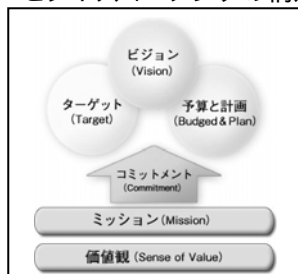 ビジョン
(Vision)
ターゲット
(Target)
予算と計画
(Budged & Plan)
コミットメント
(Commitment)
ミッション(Mission)
価値観(Sense of Value)